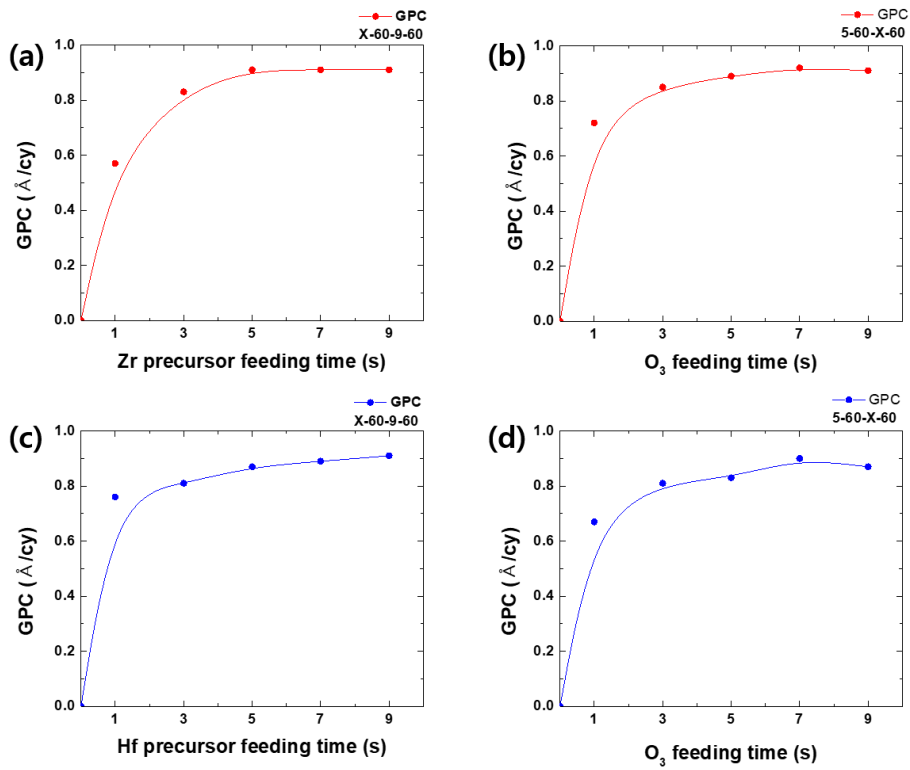 (a)
GPC
X-60-9-60
1.0
0.8
0.6
0.4
0.2
0.0
GPC (Å/cy)
1 3 5 7 9
Zr precursor feeding time (s)
(b)
GPC
5-60-X-60
1.0
0.8
0.6
0.4
0.2
0.0
GPC (Å/cy)
1 3 5 7 9
O₃ feeding time (s)
(c)
GPC
X-60-9-60
1.0
0.8
0.6
0.4
0.2
0.0
GPC (Å/cy)
1 3 5 7 9
Hf precursor feeding time (s)
(d)
GPC
5-60-X-60
1.0
0.8
0.6
0.4
0.2
0.0
GPC (Å/cy)
1 3 5 7 9
O₃ feeding time (s)